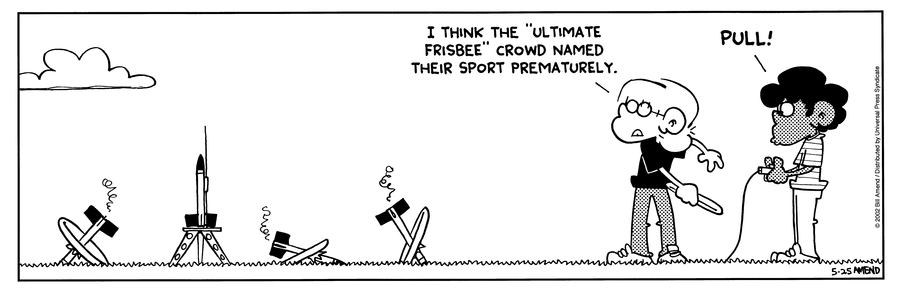 I THINK THE "ULTIMATE
FRISBEE" CROWD NAMED
THEIR SPORT PREMATURELY.
PULL!
© 2002 Bill Amend / Distributed by Universal Press Syndicate
5-25 AMEND